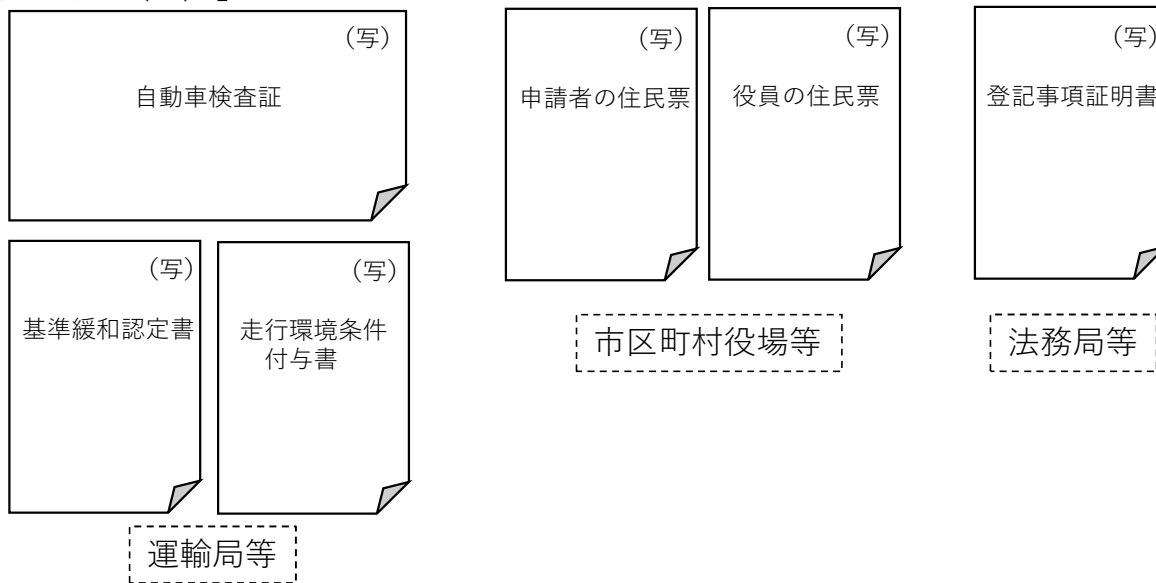 (写)
自動車検査証
(写)
基準緩和認定書
(写)
走行環境条件
付与書
運輸局等
(写)
申請者の住民票
(写)
役員の住民票
市区町村役場等
(写)
登記事項証明書
法務局等